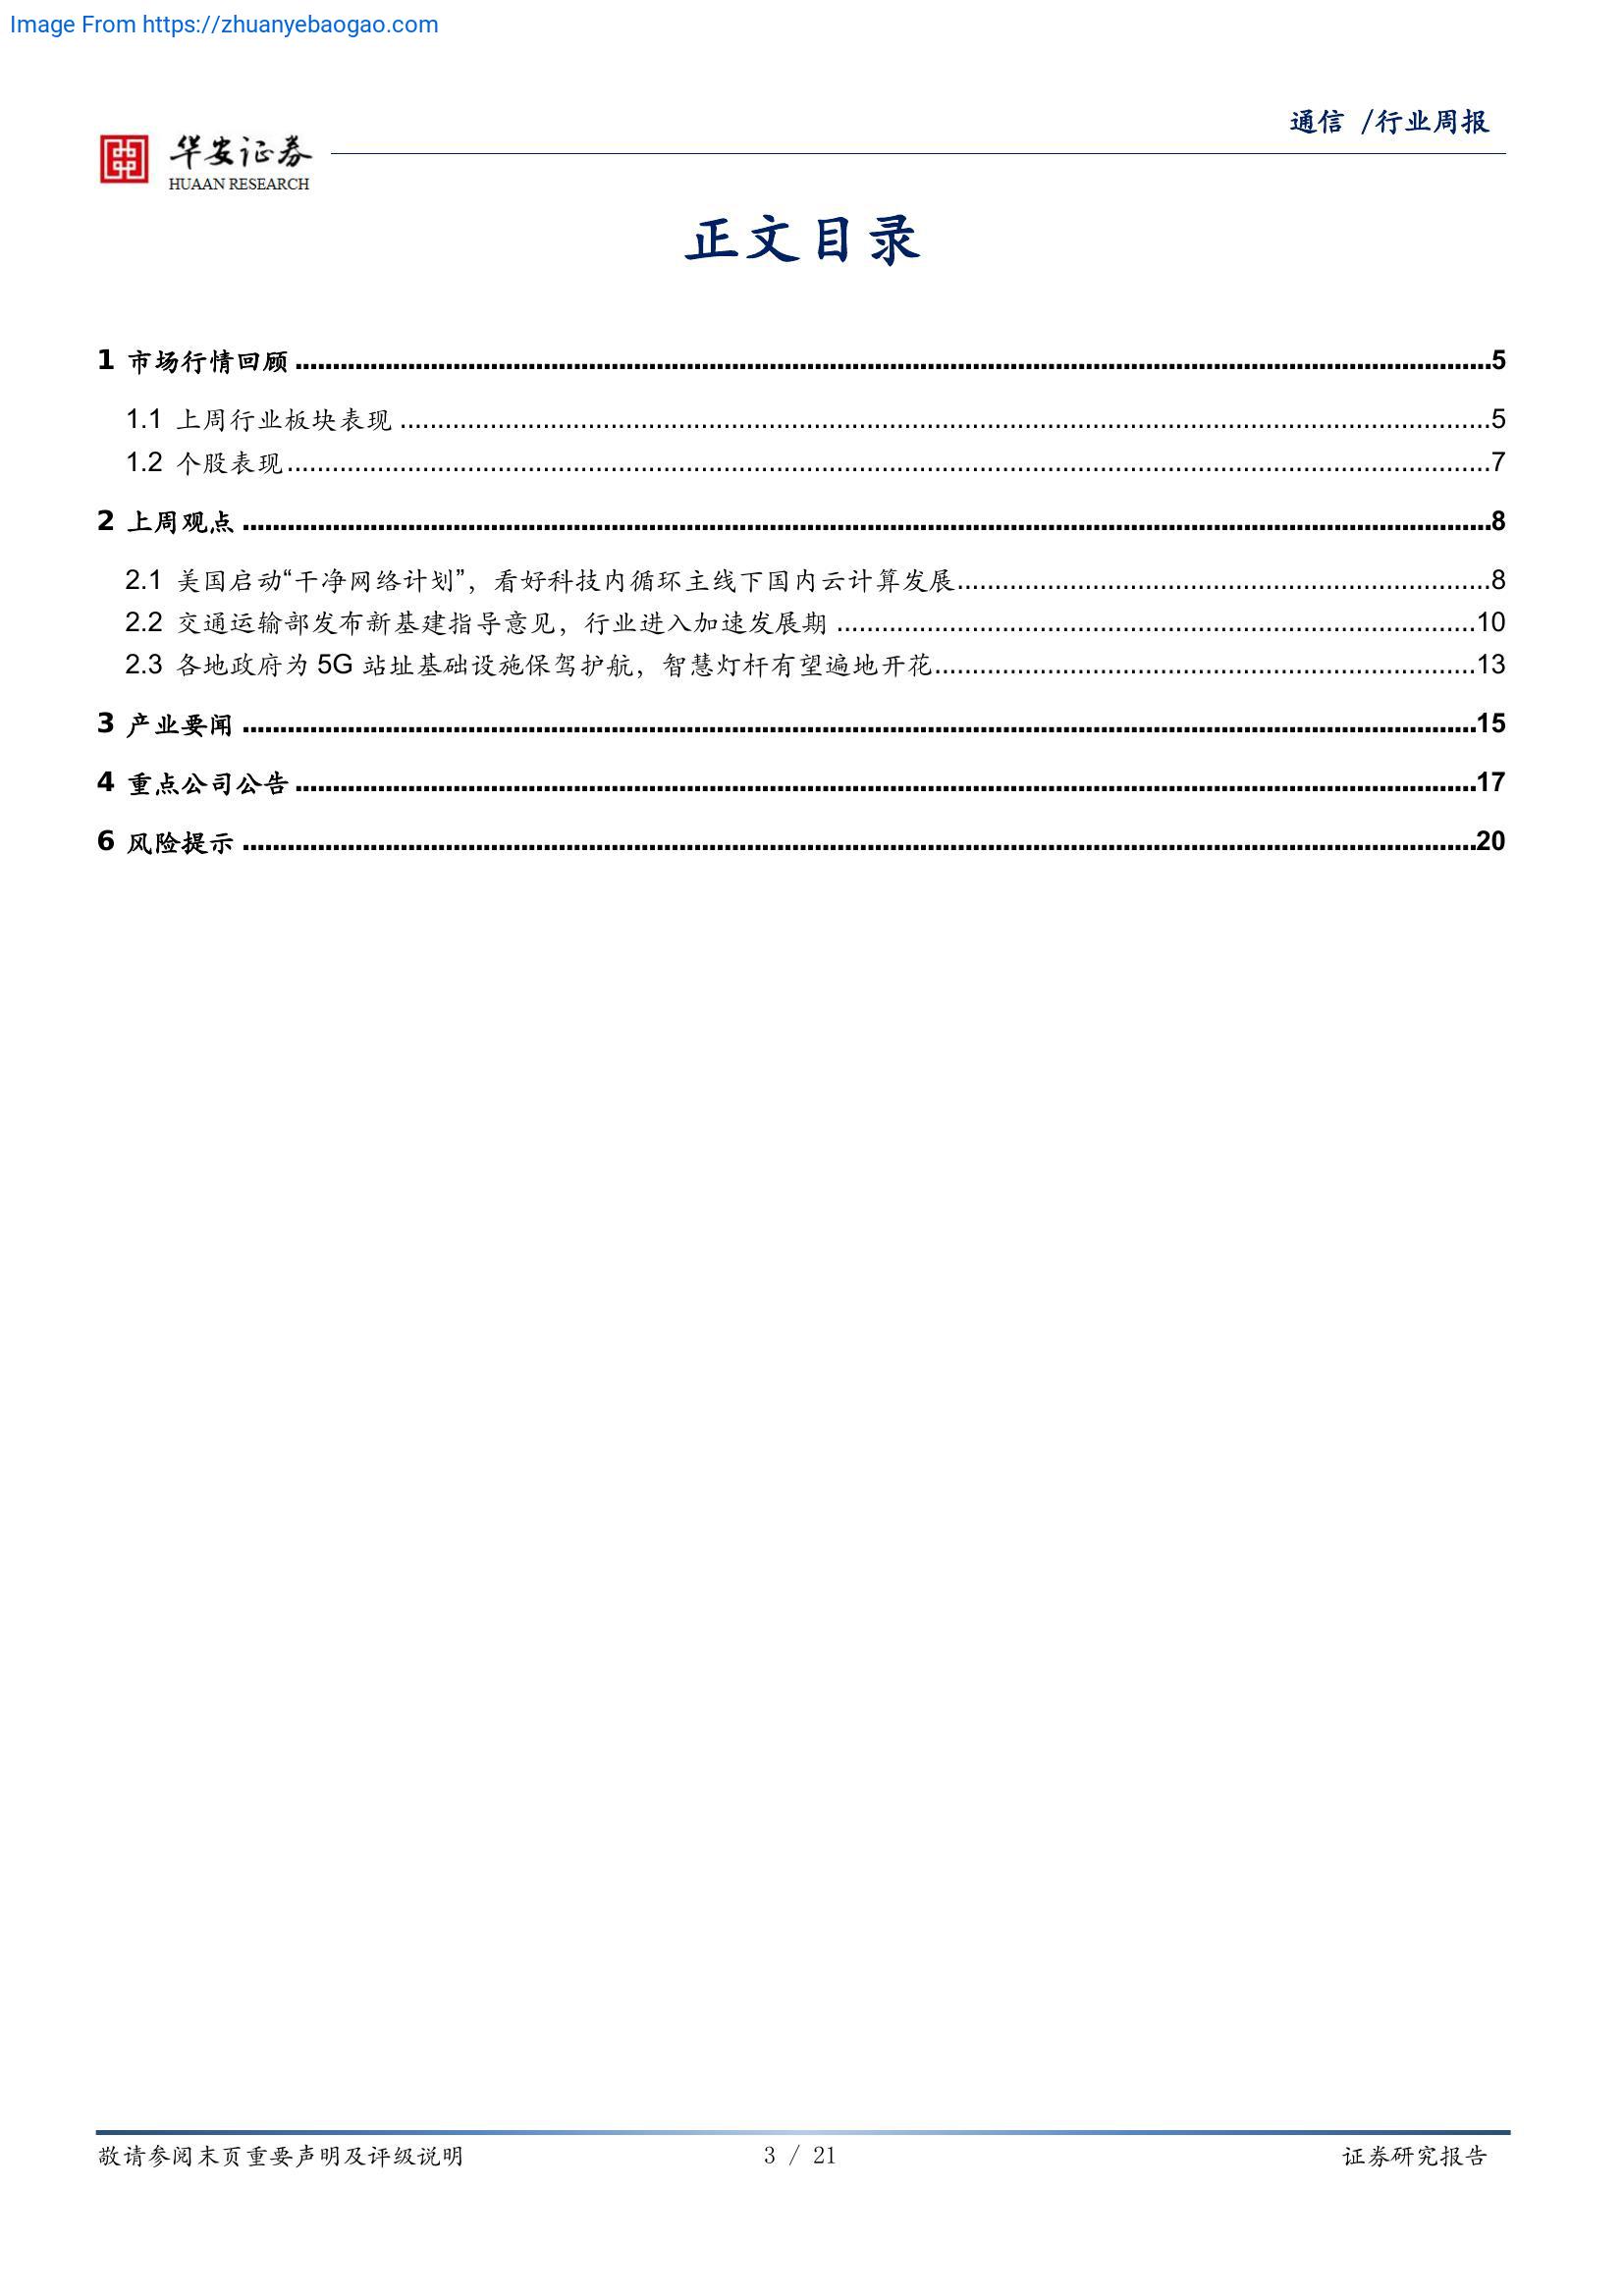 Image From https://zhuanyebaogao.com
通信 /行业周报
华安证券
HUAAN RESEARCH
正文目录
1 市场行情回顾 ........................................ 5
1.1 上周行业板块表现 ........................................ 5
1.2 个股表现 ........................................ 7
2 上周观点 ........................................ 8
2.1 美国启动“干净网络计划”，看好科技内循环主线下国内云计算发展 ........................................ 8
2.2 交通运输部发布新基建指导意见，行业进入加速发展期 ........................................ 10
2.3 各地政府为 5G 站址基础设施保驾护航，智慧灯杆有望遍地开花 ........................................ 13
3 产业要闻 ........................................ 15
4 重点公司公告 ........................................ 17
6 风险提示 ........................................ 20
敬请参阅末页重要声明及评级说明
3 / 21
证券研究报告